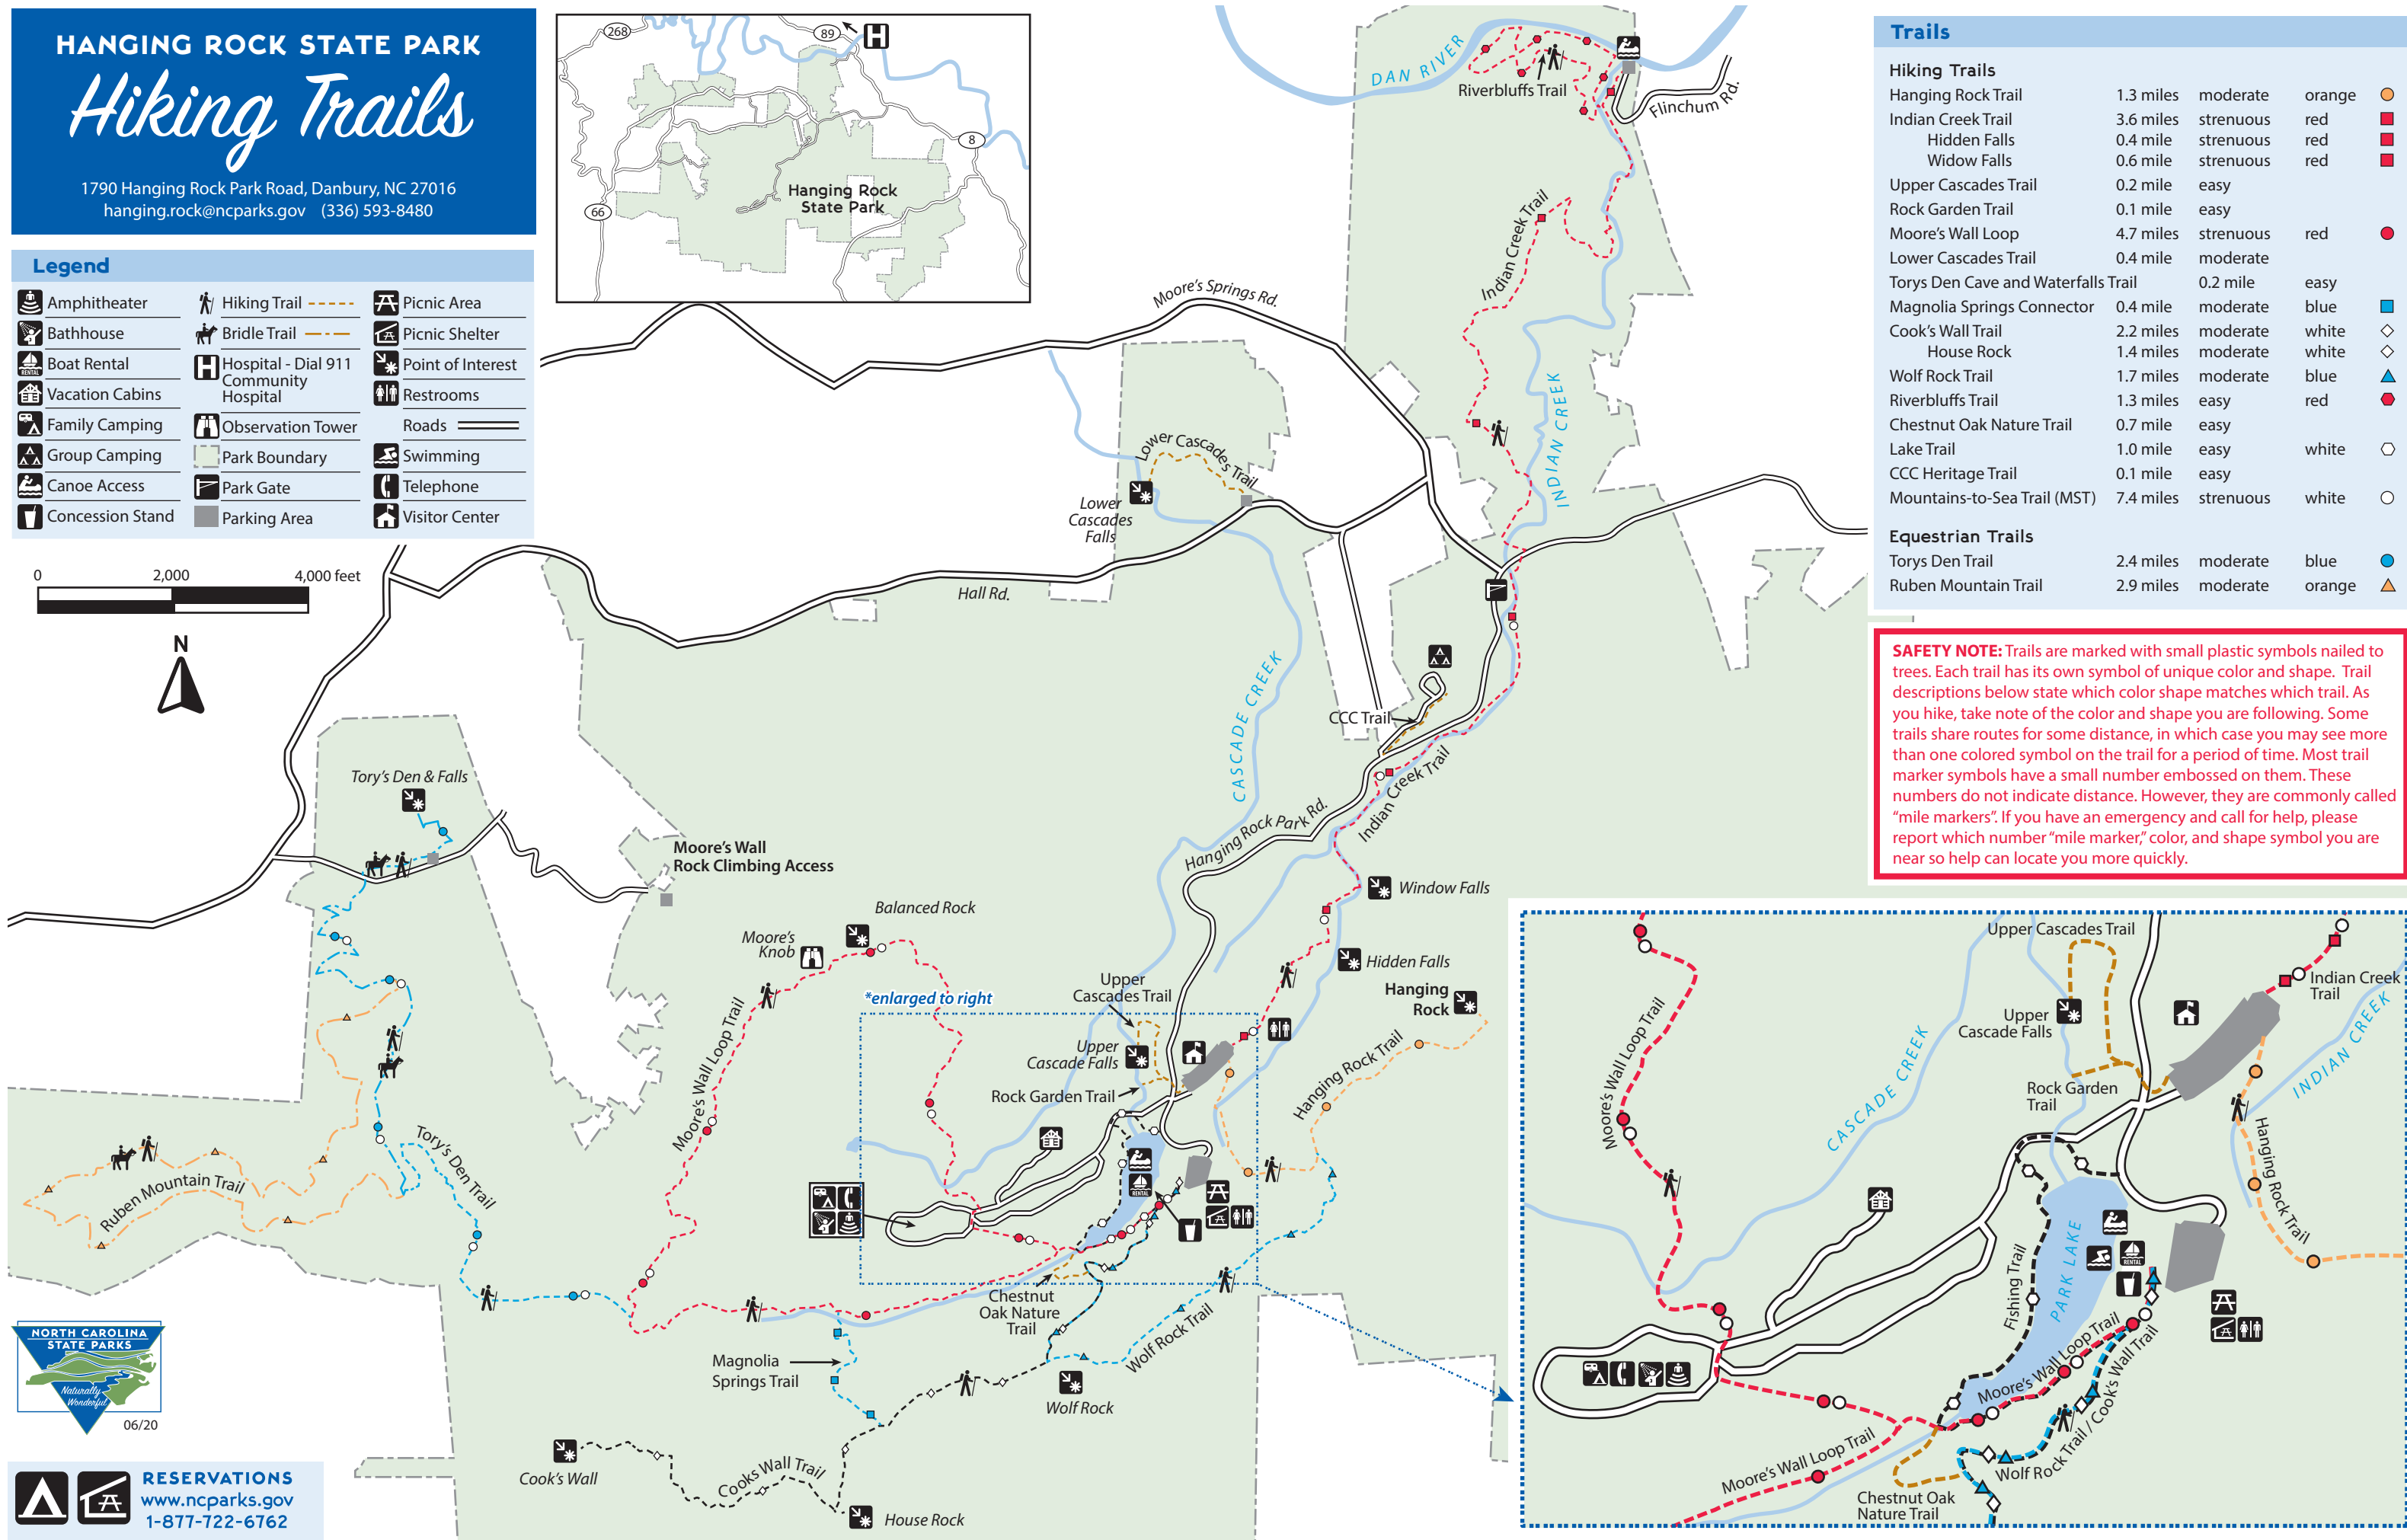 HANGING ROCK STATE PARK
Hiking Trails
1790 Hanging Rock Park Road, Danbury, NC 27016
hanging.rock@ncparks.gov (336) 593-8480
Legend
Amphitheater
Bathhouse
Boat Rental
RENTAL
Vacation Cabins
Family Camping
Group Camping
Canoe Access
Concession Stand
Hiking Trail
Bridle Trail
H
Hospital - Dial 911
Community
Hospital
Observation Tower
Park Boundary
Park Gate
Parking Area
Picnic Area
Picnic Shelter
Point of Interest
Restrooms
Roads
Swimming
Telephone
Visitor Center
0 2,000 4,000 feet
N
268
89
H
8
66
Hanging Rock
State Park
DAN RIVER
Riverbluffs Trail
Flinchum Rd.
Indian Creek Trail
INDIAN CREEK
Moore's Springs Rd.
Lower Cascades Trail
Lower
Cascades
Falls
Hall Rd.
CASCADE CREEK
CCC Trail
Indian Creek Trail
Hanging Rock Park Rd.
Window Falls
Hidden Falls
Hanging
Rock
Hanging Rock Trail
Tory's Den & Falls
Moore's Wall
Rock Climbing Access
Balanced Rock
Moore's
Knob
*enlarged to right
Upper
Cascades Trail
Upper
Cascade Falls
Rock Garden Trail
Moore's Wall Loop Trail
Tory's Den Trail
Ruben Mountain Trail
RENTAL
Chestnut
Oak Nature
Trail
Wolf Rock Trail
Wolf Rock
Magnolia
Springs Trail
Cook's Wall
Cooks Wall Trail
House Rock
NORTH CAROLINA
STATE PARKS
Naturally
Wonderful
06/20
RESERVATIONS
www.ncparks.gov
1-877-722-6762
Trails
Hiking Trails
Hanging Rock Trail 1.3 miles moderate orange
Indian Creek Trail 3.6 miles strenuous red
Hidden Falls 0.4 mile strenuous red
Widow Falls 0.6 mile strenuous red
Upper Cascades Trail 0.2 mile easy
Rock Garden Trail 0.1 mile easy
Moore's Wall Loop 4.7 miles strenuous red
Lower Cascades Trail 0.4 mile moderate
Torys Den Cave and Waterfalls Trail 0.2 mile easy
Magnolia Springs Connector 0.4 mile moderate blue
Cook's Wall Trail 2.2 miles moderate white
House Rock 1.4 miles moderate white
Wolf Rock Trail 1.7 miles moderate blue
Riverbluffs Trail 1.3 miles easy red
Chestnut Oak Nature Trail 0.7 mile easy
Lake Trail 1.0 mile easy white
CCC Heritage Trail 0.1 mile easy
Mountains-to-Sea Trail (MST) 7.4 miles strenuous white
Equestrian Trails
Torys Den Trail 2.4 miles moderate blue
Ruben Mountain Trail 2.9 miles moderate orange
SAFETY NOTE: Trails are marked with small plastic symbols nailed to
trees. Each trail has its own symbol of unique color and shape. Trail
descriptions below state which color shape matches which trail. As
you hike, take note of the color and shape you are following. Some
trails share routes for some distance, in which case you may see more
than one colored symbol on the trail for a period of time. Most trail
marker symbols have a small number embossed on them. These
numbers do not indicate distance. However, they are commonly called
"mile markers". If you have an emergency and call for help, please
report which number "mile marker," color, and shape symbol you are
near so help can locate you more quickly.
Upper Cascades Trail
Indian Creek
Trail
Upper
Cascade Falls
INDIAN CREEK
CASCADE CREEK
Rock Garden
Trail
Hanging Rock Trail
Moore's Wall Loop Trail
Fishing Trail
PARK LAKE
RENTAL
Moore's Wall Loop Trail
Wolf Rock Trail / Cook's Wall Trail
Moore's Wall Loop Trail
Chestnut Oak
Nature Trail